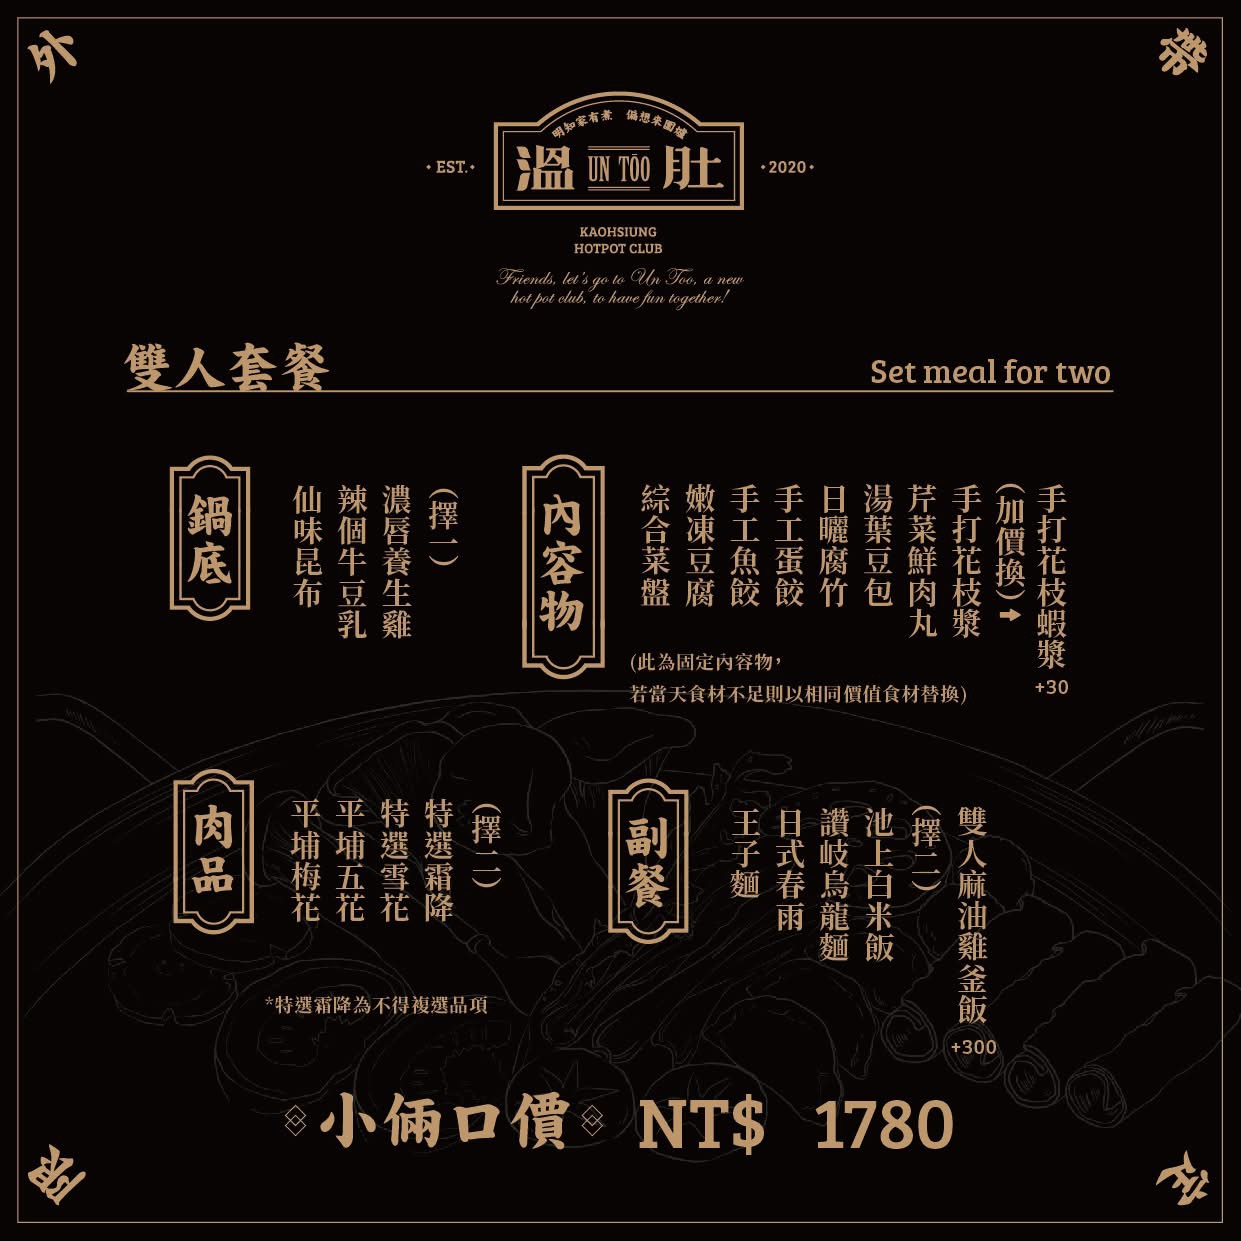 外
帶
明知家有煮 偏想來圍爐
EST.
溫 UN TÓO 肚
2020
KAOHSIUNG
HOTPOT CLUB
Friends, let's go to Un Too, a new
hot pot club, to have fun together!
雙人套餐
Set meal for two
鍋底
(擇一)
濃唇養生雞
辣個牛豆乳
仙味昆布
內容物
手打花枝蝦漿
+30
(加價換)➡
手打花枝漿
芹菜鮮肉丸
湯葉豆包
日曬腐竹
手工蛋餃
手工魚餃
嫩凍豆腐
綜合菜盤
(此為固定內容物，
若當天食材不足則以相同價值食材替換)
肉品
(擇二)
特選霜降
特選雪花
平埔五花
平埔梅花
*特選霜降為不得複選品項
副餐
雙人麻油雞釜飯
+300
(擇二)
池上白米飯
讚岐烏龍麵
日式春雨
王子麵
小倆口價 NT$ 1780
限
定